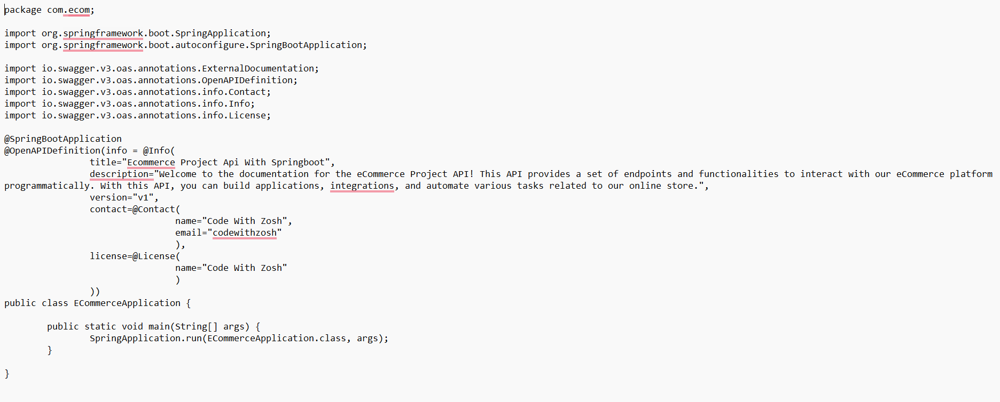 package com.ecom;
import org.springframework.boot.SpringApplication;
import org.springframework.boot.autoconfigure.SpringBootApplication;
import io.swagger.v3.oas.annotations.ExternalDocumentation;
import io.swagger.v3.oas.annotations.OpenAPIDefinition;
import io.swagger.v3.oas.annotations.info.Contact;
import io.swagger.v3.oas.annotations.info.Info;
import io.swagger.v3.oas.annotations.info.License;
@SpringBootApplication
@OpenAPIDefinition(info = @Info(
title="Ecommerce Project Api With Springboot",
description="Welcome to the documentation for the eCommerce Project API! This API provides a set of endpoints and functionalities to interact with our eCommerce platform
programmatically. With this API, you can build applications, integrations, and automate various tasks related to our online store.",
version="v1",
contact=@Contact(
name="Code With Zosh",
email="codewithzosh"
),
license=@License(
name="Code With Zosh"
)
))
public class ECommerceApplication {
public static void main(String[] args) {
SpringApplication.run(ECommerceApplication.class, args);
}
}